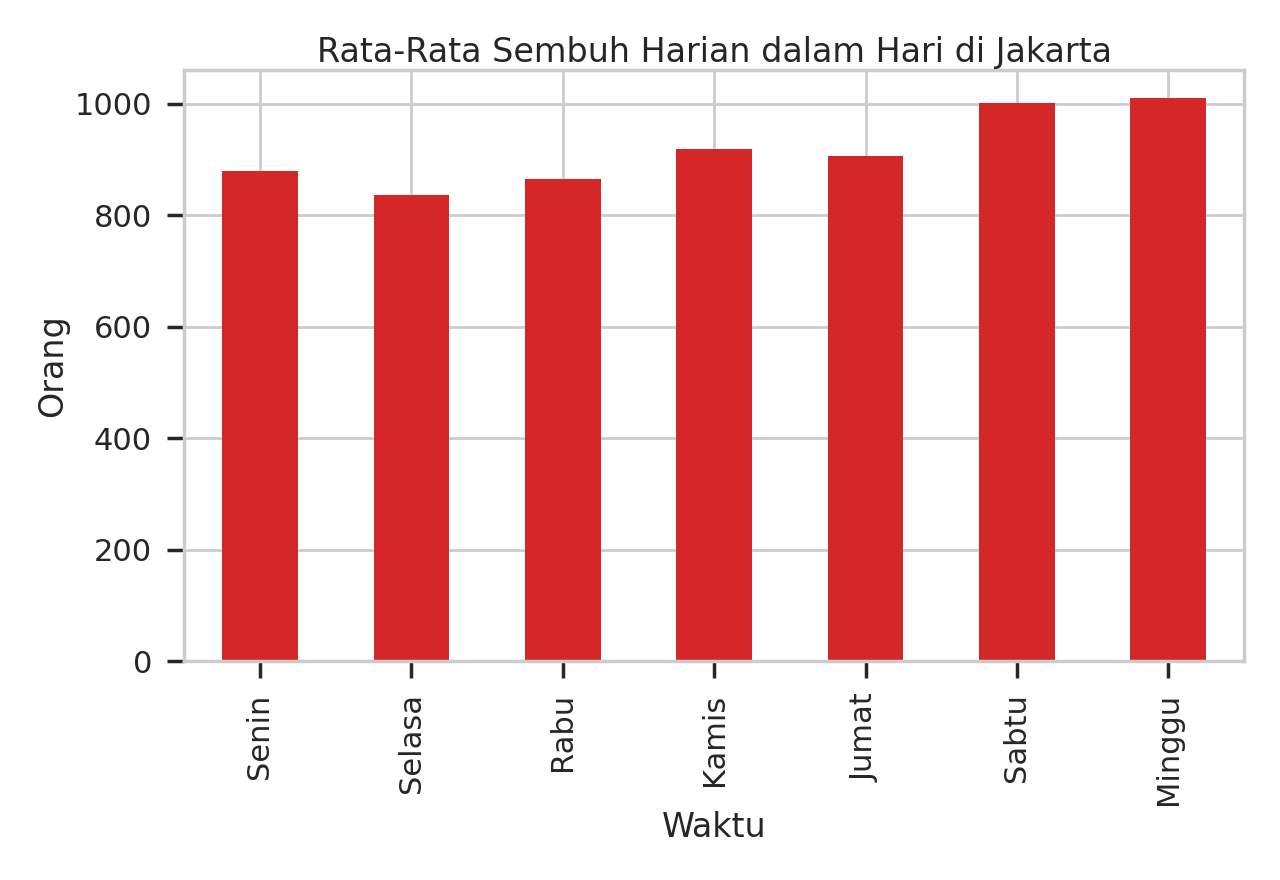 Rata-Rata Sembuh Harian dalam Hari di Jakarta
1000
800
600
400
200
0
Orang
Senin
Selasa
Rabu
Kamis
Jumat
Sabtu
Minggu
Waktu